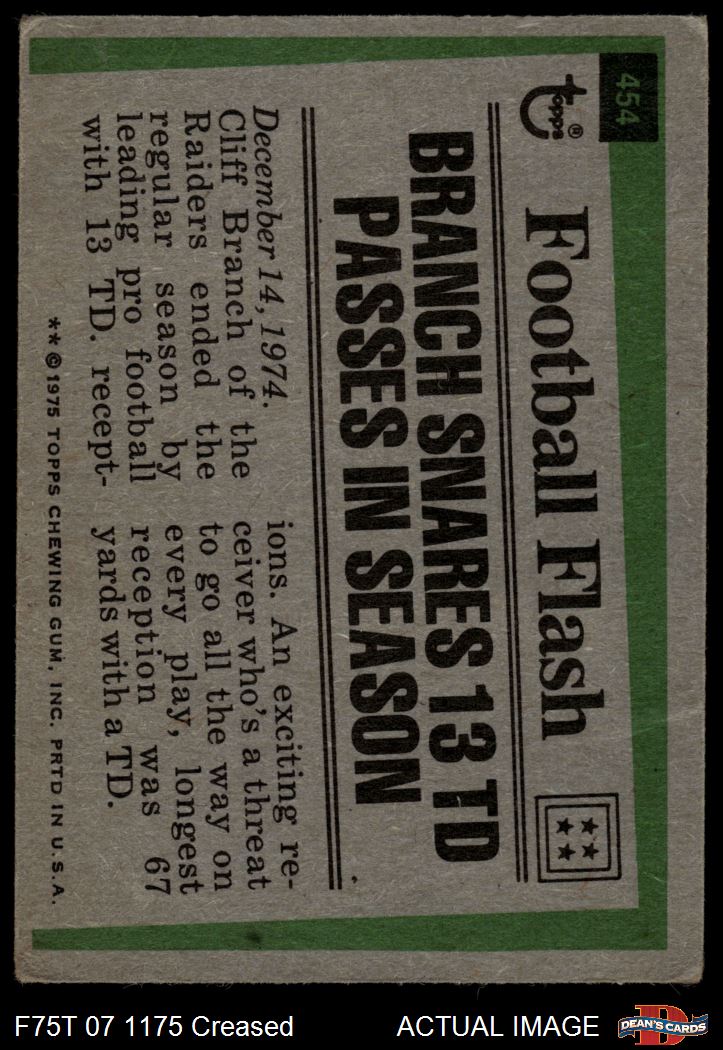 454
Topps®
Football Flash
BRANCH SNARES 13 TD
PASSES IN SEASON
December 14, 1974.
Cliff Branch of the
Raiders ended the
regular season by
leading pro football
with 13 TD. recept-
ions. An exciting re-
ceiver who's a threat
to go all the way on
every play, longest
reception was 67
yards with a TD.
** © 1975 TOPPS CHEWING GUM, INC. PRTD IN U.S.A.
F75T 07 1175 Creased
ACTUAL IMAGE
D
DEAN'S CARDS